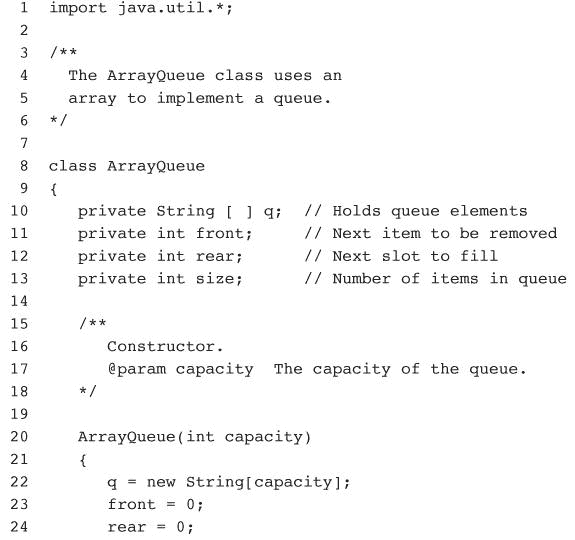 1 import java.util.*;
2
3 /**
4   The ArrayQueue class uses an
5   array to implement a queue.
6 */
7
8 class ArrayQueue
9 {
10    private String [ ] q;  // Holds queue elements
11    private int front;     // Next item to be removed
12    private int rear;      // Next slot to fill
13    private int size;      // Number of items in queue
14
15    /**
16       Constructor.
17       @param capacity  The capacity of the queue.
18    */
19
20    ArrayQueue(int capacity)
21    {
22       q = new String[capacity];
23       front = 0;
24       rear = 0;